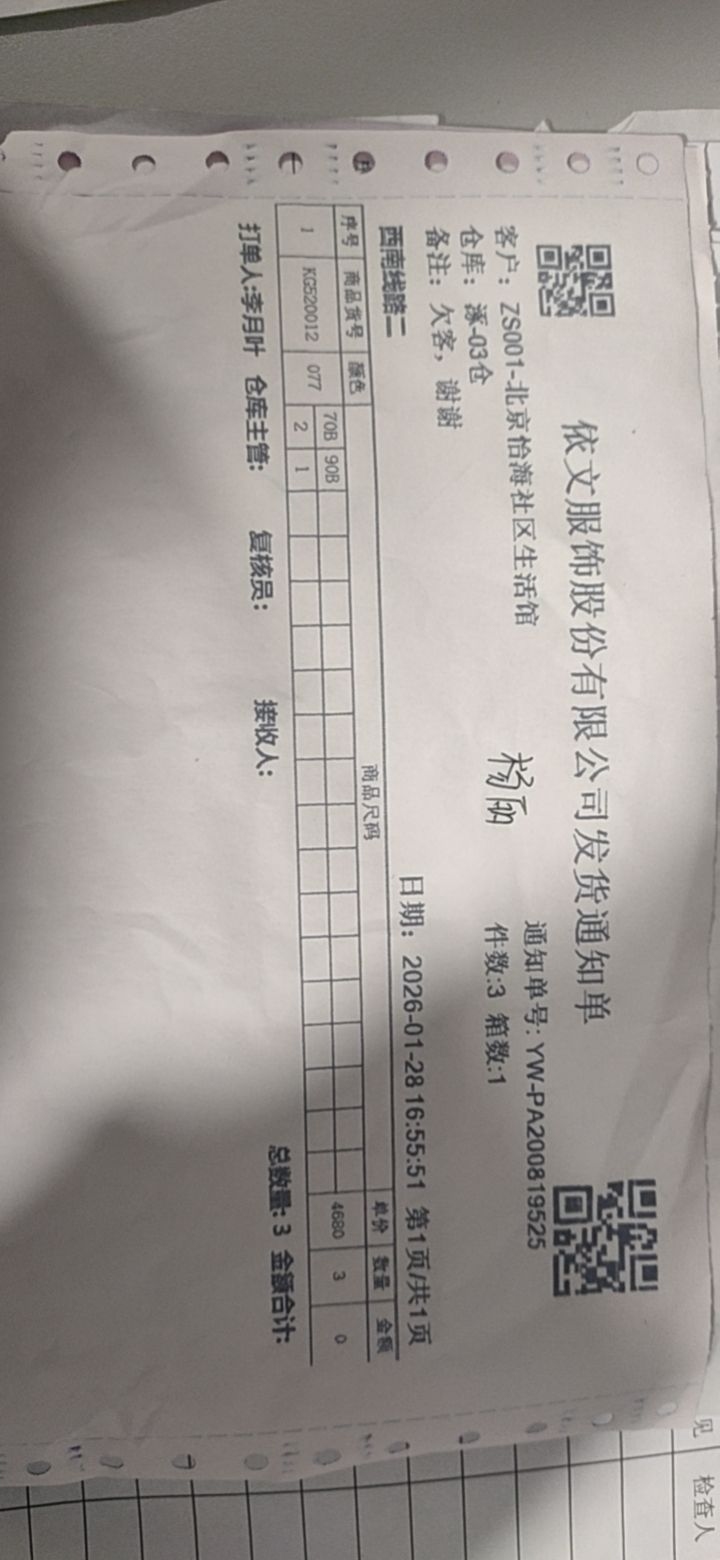 依文服饰股份有限公司发货通知单
客户：ZS001-北京怡海社区生活馆 通知单号：YW-PA200819525
仓库：涿-03仓 杨丽 件数:3 箱数:1
备注：欠客，谢谢
西南线路二 日期：2026-01-28 16:55:51 第1页/共1页
序号 商品货号 颜色 商品尺码 单价 数量 金额
70B 90B
1 KG520012 077 2 1 4680 3 0
打单人:李月叶 仓库主管: 复核员: 接收人: 总数量: 3 金额合计:
见
检查人